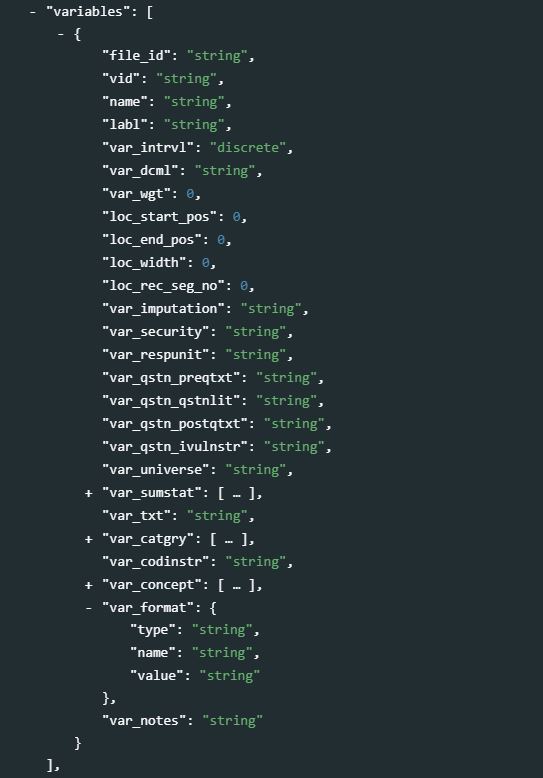 - "variables": [
- {
"file_id": "string",
"vid": "string",
"name": "string",
"labl": "string",
"var_intrvl": "discrete",
"var_dcml": "string",
"var_wgt": 0,
"loc_start_pos": 0,
"loc_end_pos": 0,
"loc_width": 0,
"loc_rec_seg_no": 0,
"var_imputation": "string",
"var_security": "string",
"var_respunit": "string",
"var_qstn_preqtxt": "string",
"var_qstn_qstnlit": "string",
"var_qstn_postqtxt": "string",
"var_qstn_ivulnstr": "string",
"var_universe": "string",
+ "var_sumstat": [ … ],
"var_txt": "string",
+ "var_catgry": [ … ],
"var_codinstr": "string",
+ "var_concept": [ … ],
- "var_format": {
"type": "string",
"name": "string",
"value": "string"
},
"var_notes": "string"
}
],